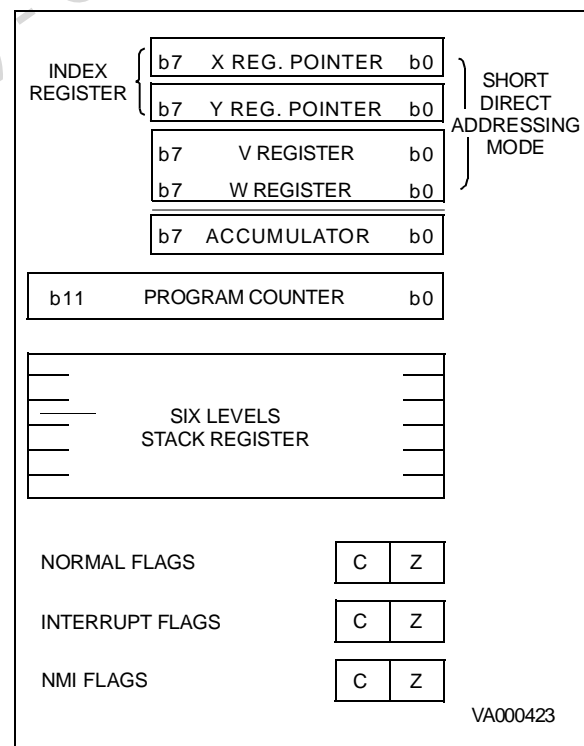 INDEX
REGISTER
b7 X REG. POINTER b0
b7 Y REG. POINTER b0
SHORT
DIRECT
ADDRESSING
MODE
b7 V REGISTER b0
b7 W REGISTER b0
b7 ACCUMULATOR b0
b11 PROGRAM COUNTER b0
SIX LEVELS
STACK REGISTER
NORMAL FLAGS C Z
INTERRUPT FLAGS C Z
NMI FLAGS C Z
VA000423